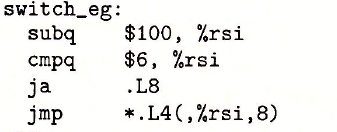 switch_eg:
subq $100, %rsi
cmpq $6, %rsi
ja .L8
jmp *.L4(,%rsi,8)